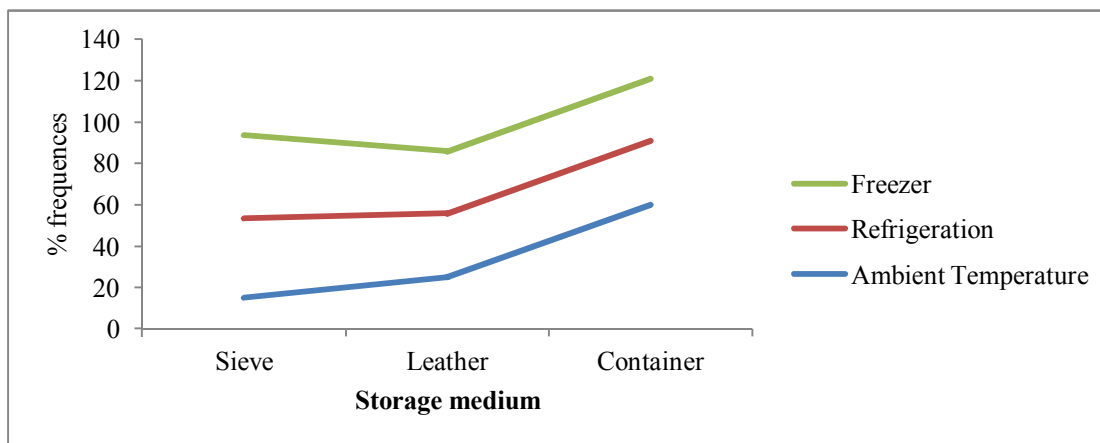 140
120
100
80
60
40
20
0
% frequences
Sieve
Leather
Container
Storage medium
Freezer
Refrigeration
Ambient Temperature